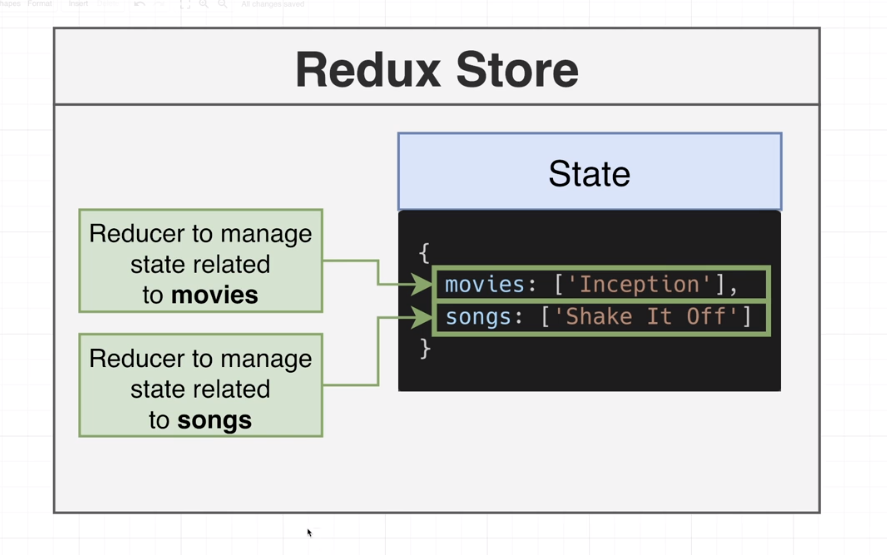 Format
Insert
All changes saved
Redux Store
State
Reducer to manage
state related
to movies
{
movies: ['Inception'],
songs: ['Shake It Off']
}
Reducer to manage
state related
to songs